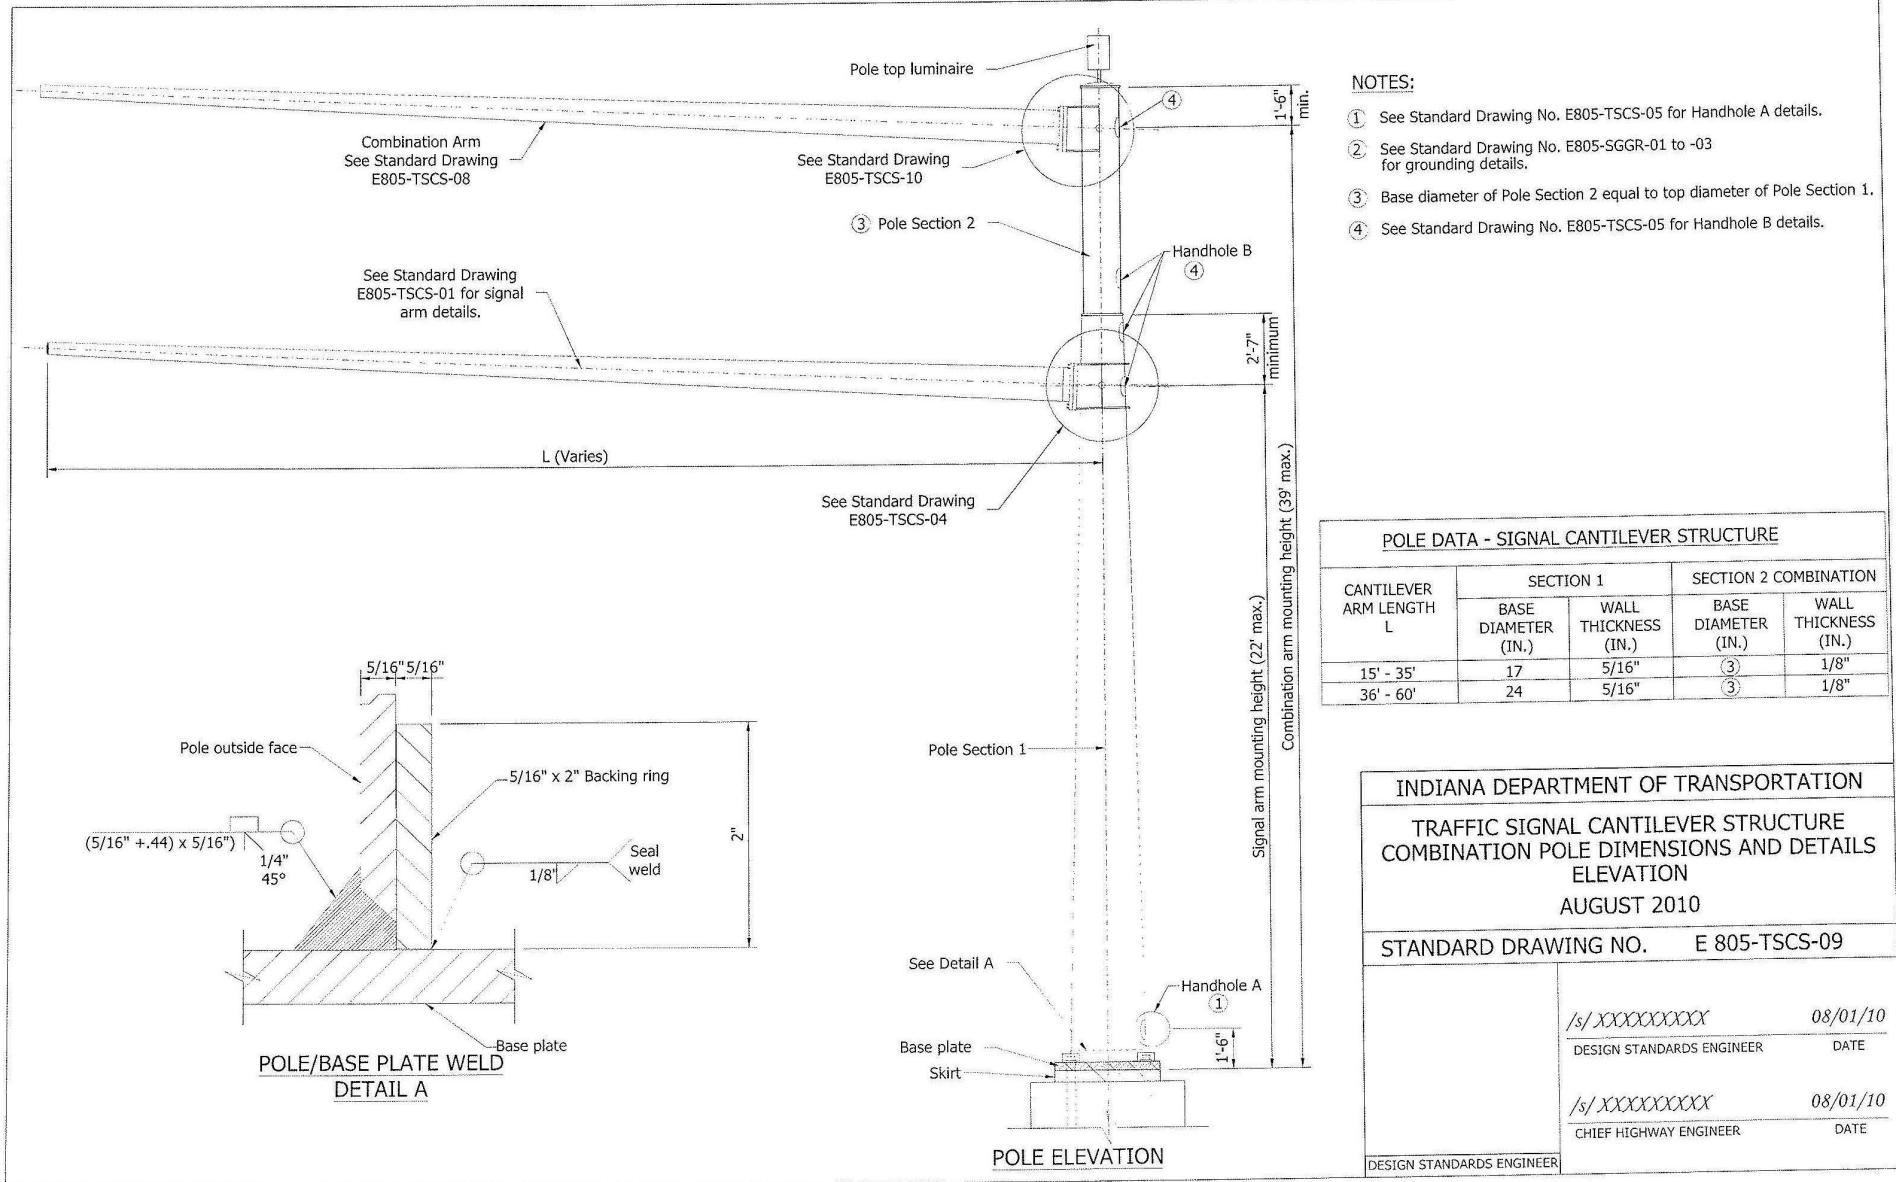 Pole top luminaire
Combination Arm
See Standard Drawing
E805-TSCS-08
See Standard Drawing
E805-TSCS-10
④
1'-6"
min.
③ Pole Section 2
Handhole B
④
See Standard Drawing
E805-TSCS-01 for signal
arm details.
2'-7"
minimum
L (Varies)
See Standard Drawing
E805-TSCS-04
Signal arm mounting height (22' max.)
Combination arm mounting height (39' max.)
Pole Section 1
See Detail A
Handhole A
①
1'-6"
Base plate
Skirt
POLE ELEVATION
5/16" 5/16"
Pole outside face
5/16" x 2" Backing ring
(5/16" +.44) x 5/16")
1/4"
45°
1/8"
Seal
weld
2"
Base plate
POLE/BASE PLATE WELD
DETAIL A
NOTES:
① See Standard Drawing No. E805-TSCS-05 for Handhole A details.
② See Standard Drawing No. E805-SGGR-01 to -03
for grounding details.
③ Base diameter of Pole Section 2 equal to top diameter of Pole Section 1.
④ See Standard Drawing No. E805-TSCS-05 for Handhole B details.
POLE DATA - SIGNAL CANTILEVER STRUCTURE
CANTILEVER
ARM LENGTH
L
SECTION 1
SECTION 2 COMBINATION
BASE
DIAMETER
(IN.)
WALL
THICKNESS
(IN.)
BASE
DIAMETER
(IN.)
WALL
THICKNESS
(IN.)
15' - 35' 17 5/16" ③ 1/8"
36' - 60' 24 5/16" ③ 1/8"
INDIANA DEPARTMENT OF TRANSPORTATION
TRAFFIC SIGNAL CANTILEVER STRUCTURE
COMBINATION POLE DIMENSIONS AND DETAILS
ELEVATION
AUGUST 2010
STANDARD DRAWING NO. E 805-TSCS-09
/s/ XXXXXXXXX 08/01/10
DESIGN STANDARDS ENGINEER DATE
/s/ XXXXXXXXX 08/01/10
CHIEF HIGHWAY ENGINEER DATE
DESIGN STANDARDS ENGINEER